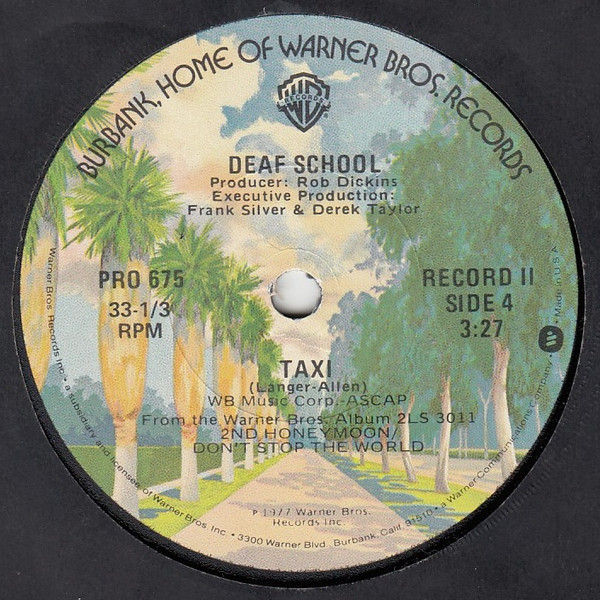 BURBANK, HOME OF WARNER BROS. RECORDS
WB
RECORDS
DEAF SCHOOL
Producer: Rob Dickins
Executive Production:
Frank Silver & Derek Taylor
PRO 675
33-1/3
RPM
RECORD II
SIDE 4
3:27
TAXI
(Langer-Allen)
WB Music Corp.-ASCAP
From the Warner Bros. Album 2LS 3011
2ND HONEYMOON/
DON'T STOP THE WORLD
℗ 1977 Warner Bros.
Records Inc.
Warner Bros. Records Inc. • a subsidiary and licensee of Warner Bros. Inc. • 3300 Warner Blvd., Burbank, Calif. 91510 • a Warner Communications Company. • Made in U.S.A.